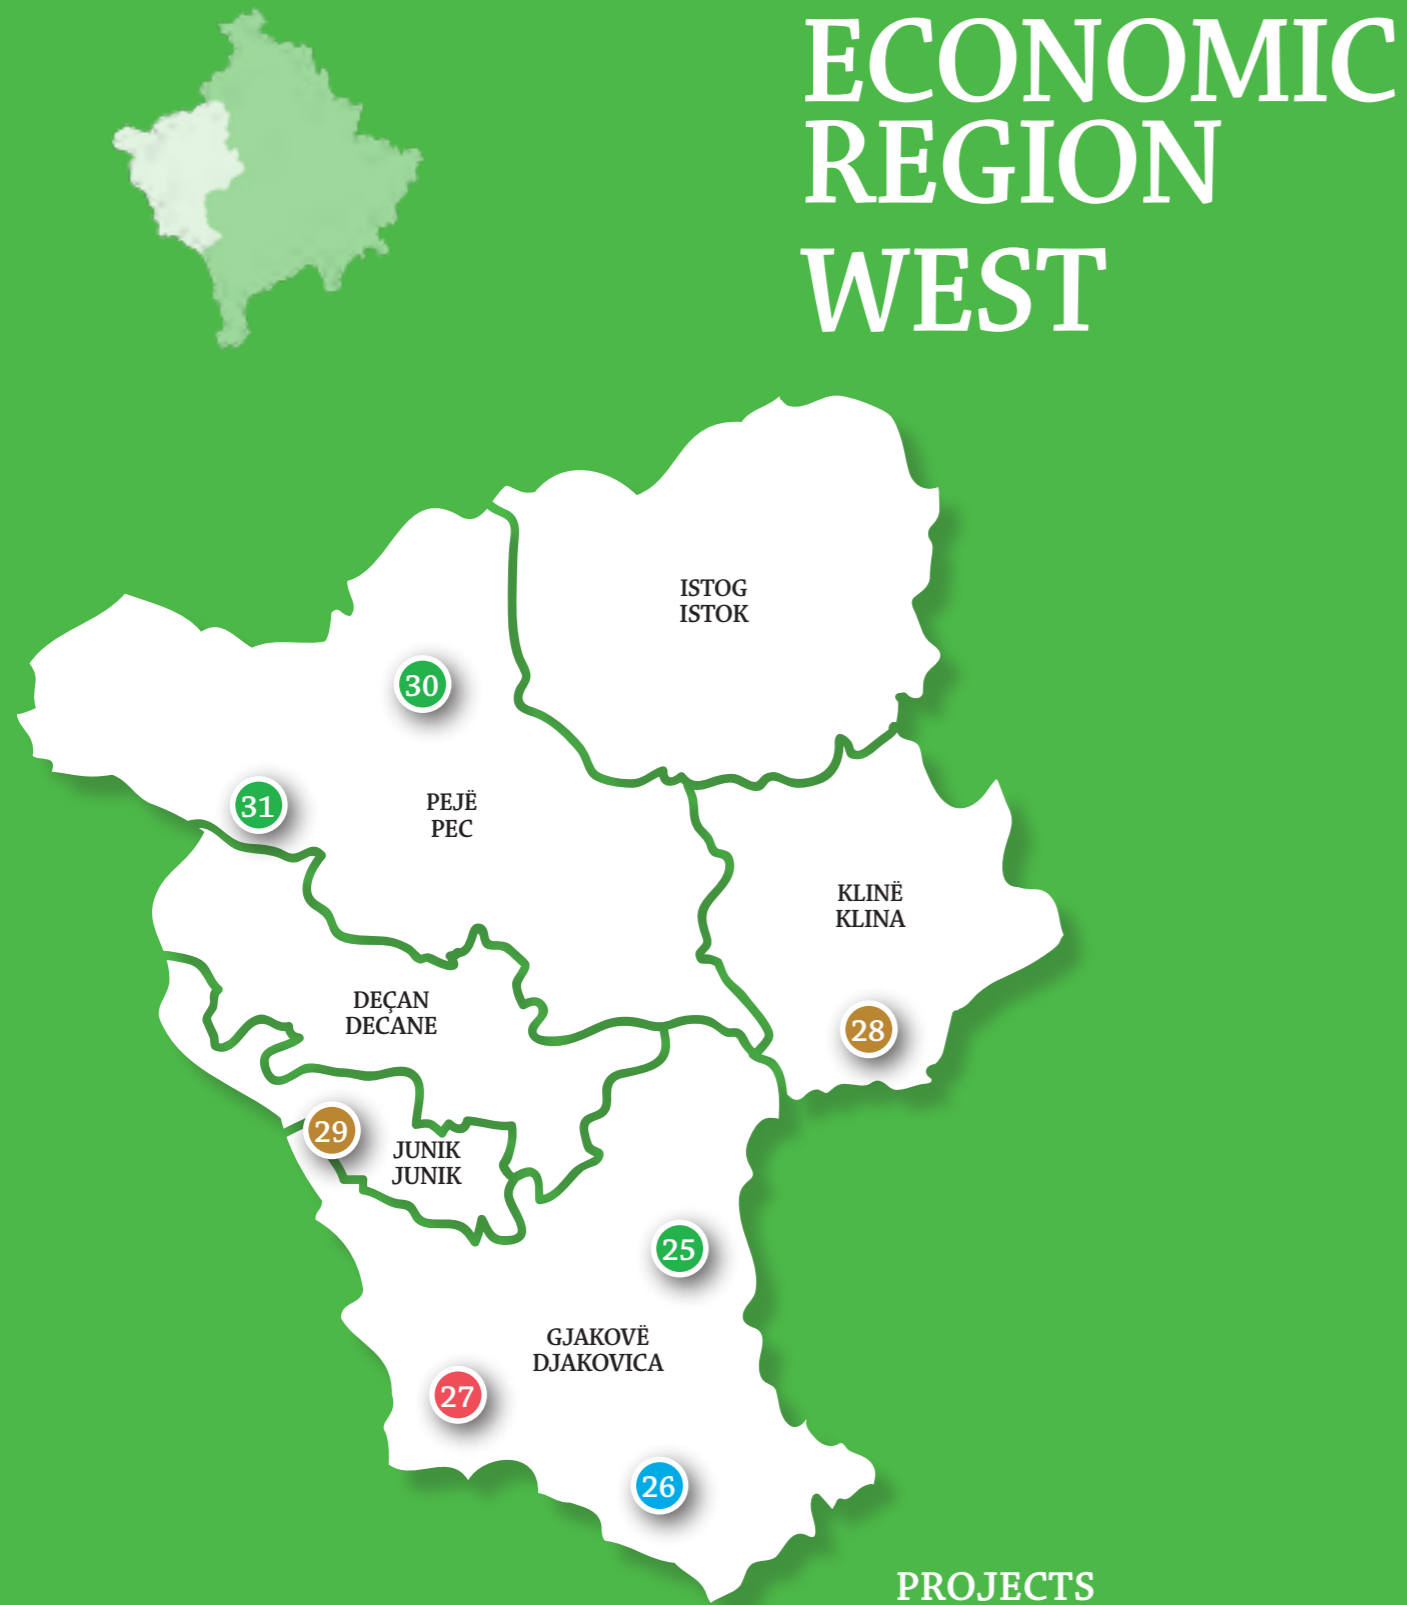 ECONOMIC
REGION
WEST
ISTOG
ISTOK
30
31
PEJË
PEC
KLINË
KLINA
DEÇAN
DECANE
28
29
JUNIK
JUNIK
25
GJAKOVË
DJAKOVICA
27
26
PROJECTS